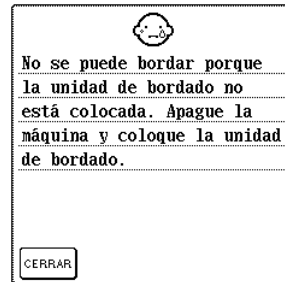 No se puede bordar porque
la unidad de bordado no
está colocada. Apague la
máquina y coloque la unidad
de bordado.
CERRAR